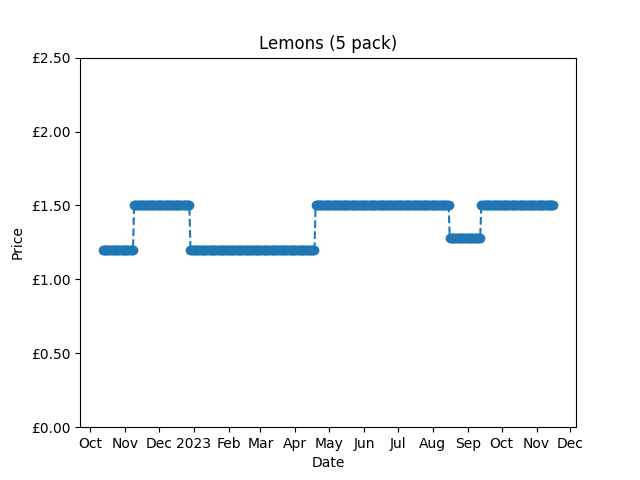 Lemons (5 pack)
£2.50
£2.00
£1.50
£1.00
£0.50
£0.00
Price
Oct Nov Dec 2023 Feb Mar Apr May Jun Jul Aug Sep Oct Nov Dec
Date